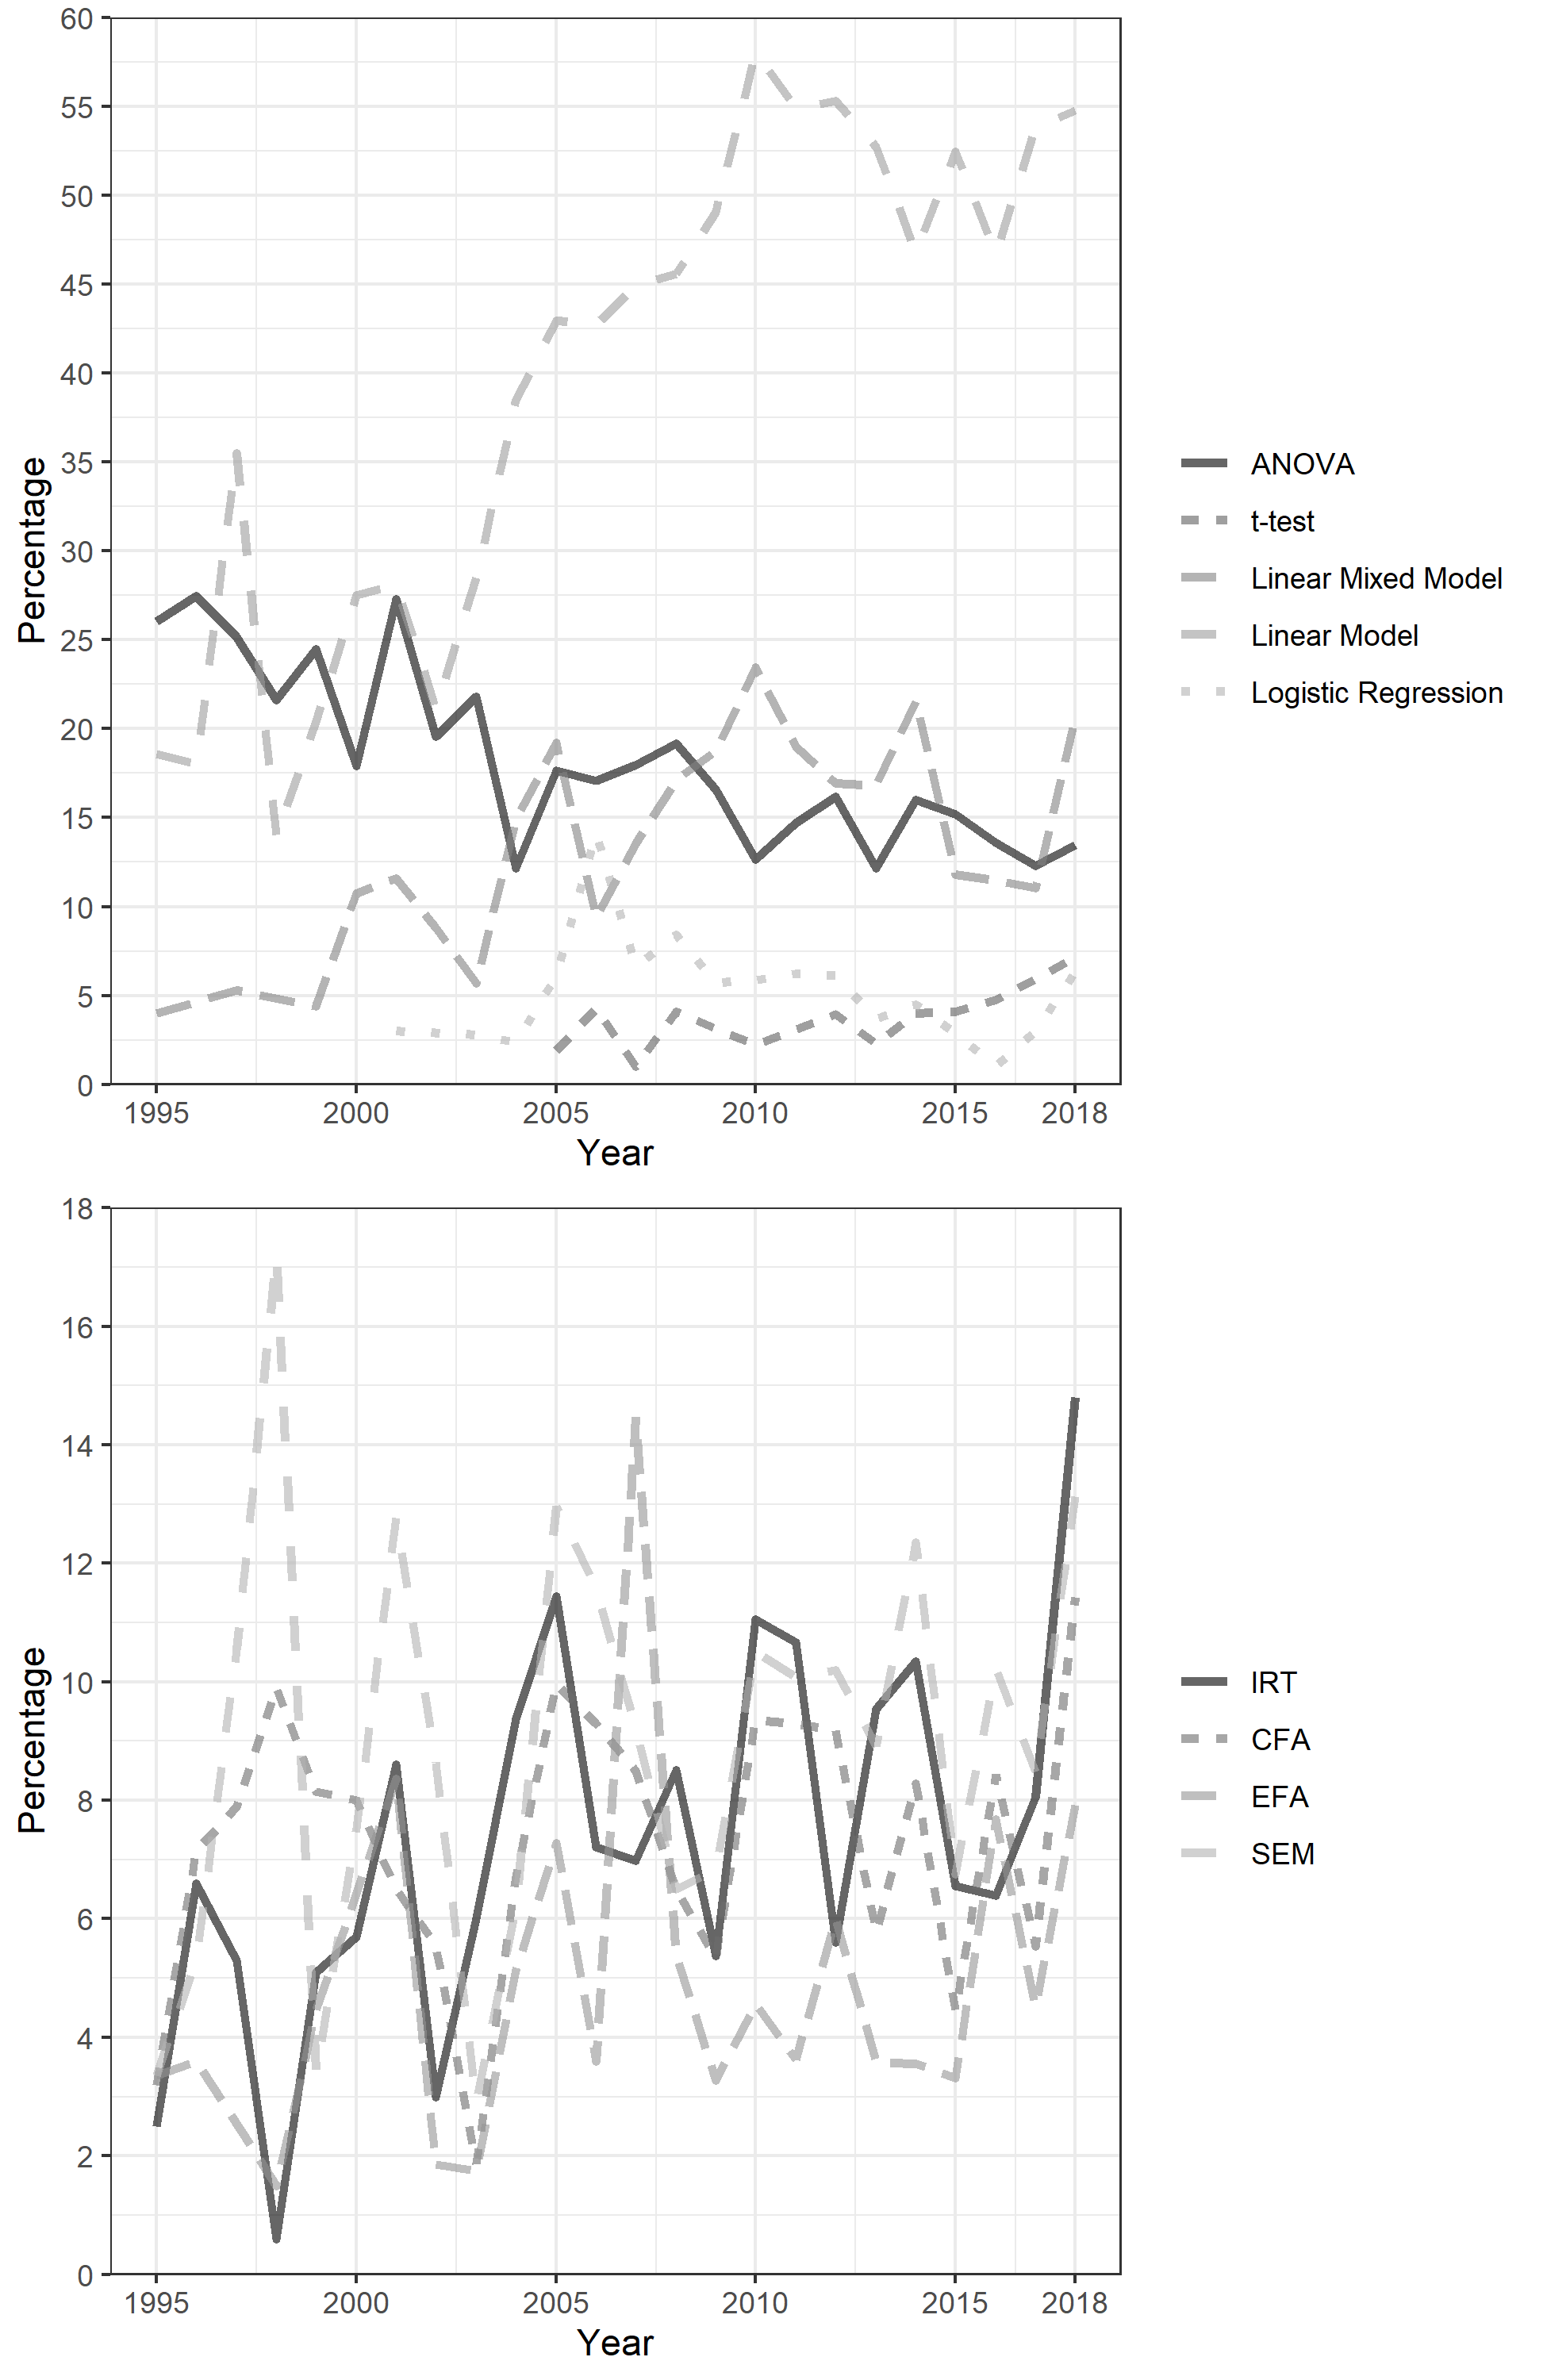 60
55
50
45
40
35
30
25
20
15
10
5
0
Percentage
1995 2000 2005 2010 2015 2018
Year
ANOVA
t-test
Linear Mixed Model
Linear Model
Logistic Regression
18
16
14
12
10
8
6
4
2
0
Percentage
1995 2000 2005 2010 2015 2018
Year
IRT
CFA
EFA
SEM